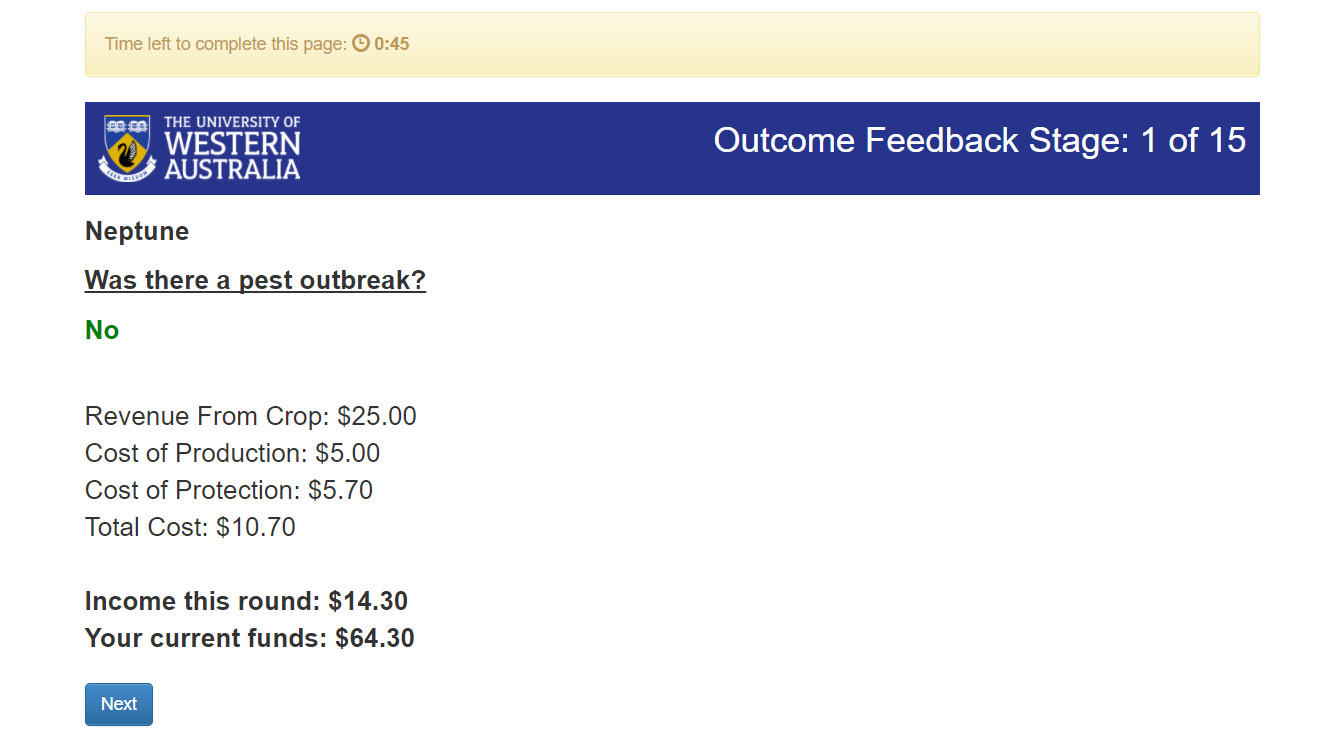 Time left to complete this page: 0:45
THE UNIVERSITY OF
WESTERN
AUSTRALIA
SEEK WISDOM
Outcome Feedback Stage: 1 of 15
Neptune
Was there a pest outbreak?
No
Revenue From Crop: $25.00
Cost of Production: $5.00
Cost of Protection: $5.70
Total Cost: $10.70
Income this round: $14.30
Your current funds: $64.30
Next